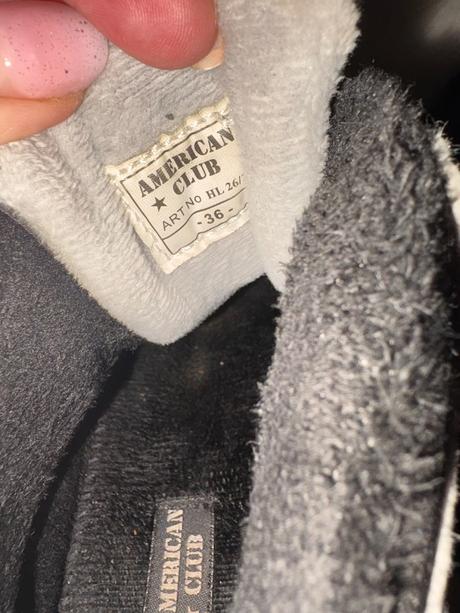 AMERICAN
★ CLUB
ART No HL 26/
- 36 -
AMERICAN
CLUB